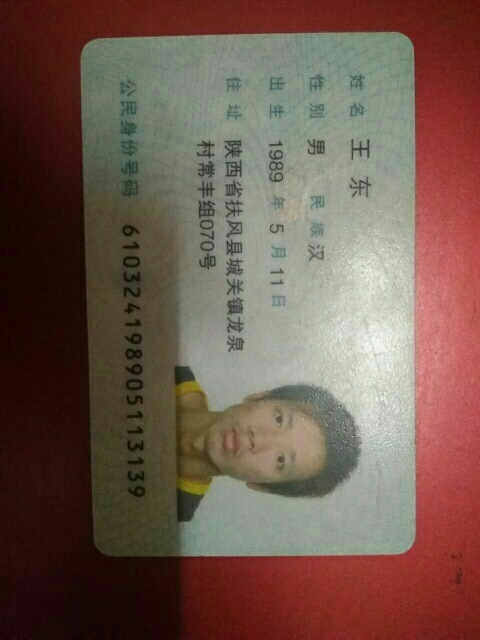 姓名 王东
性别 男 民族 汉
出生 1989 年 5 月 11 日
住址 陕西省扶风县城关镇龙泉
村常丰组070号
公民身份号码 610324198905113139